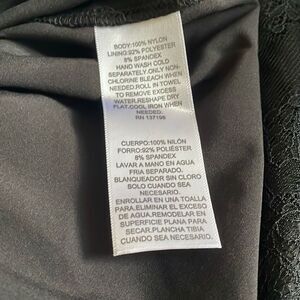 BODY:100% NYLON
LINING:92% POLYESTER
8% SPANDEX
HAND WASH COLD
SEPARATELY.ONLY NON-
CHLORINE BLEACH WHEN
NEEDED.ROLL IN TOWEL
TO REMOVE EXCESS
WATER.RESHAPE DRY
FLAT.COOL IRON WHEN
NEEDED.
RN 137198
CUERPO:100% NILÓN
FORRO:92% POLIÉSTER
8% SPANDEX
LAVAR A MANO EN AGUA
FRIA SEPARADO.
BLANQUEADOR SIN CLORO
SOLO CUANDO SEA
NECESARIO.
ENROLLAR EN UNA TOALLA
PARA.ELIMINAR EL EXCESO
DE AGUA.REMODELAR EN
SUPERFICIE PLANA PARA
SECAR.PLANCHA TIBIA
CUANDO SEA NECESARIO.